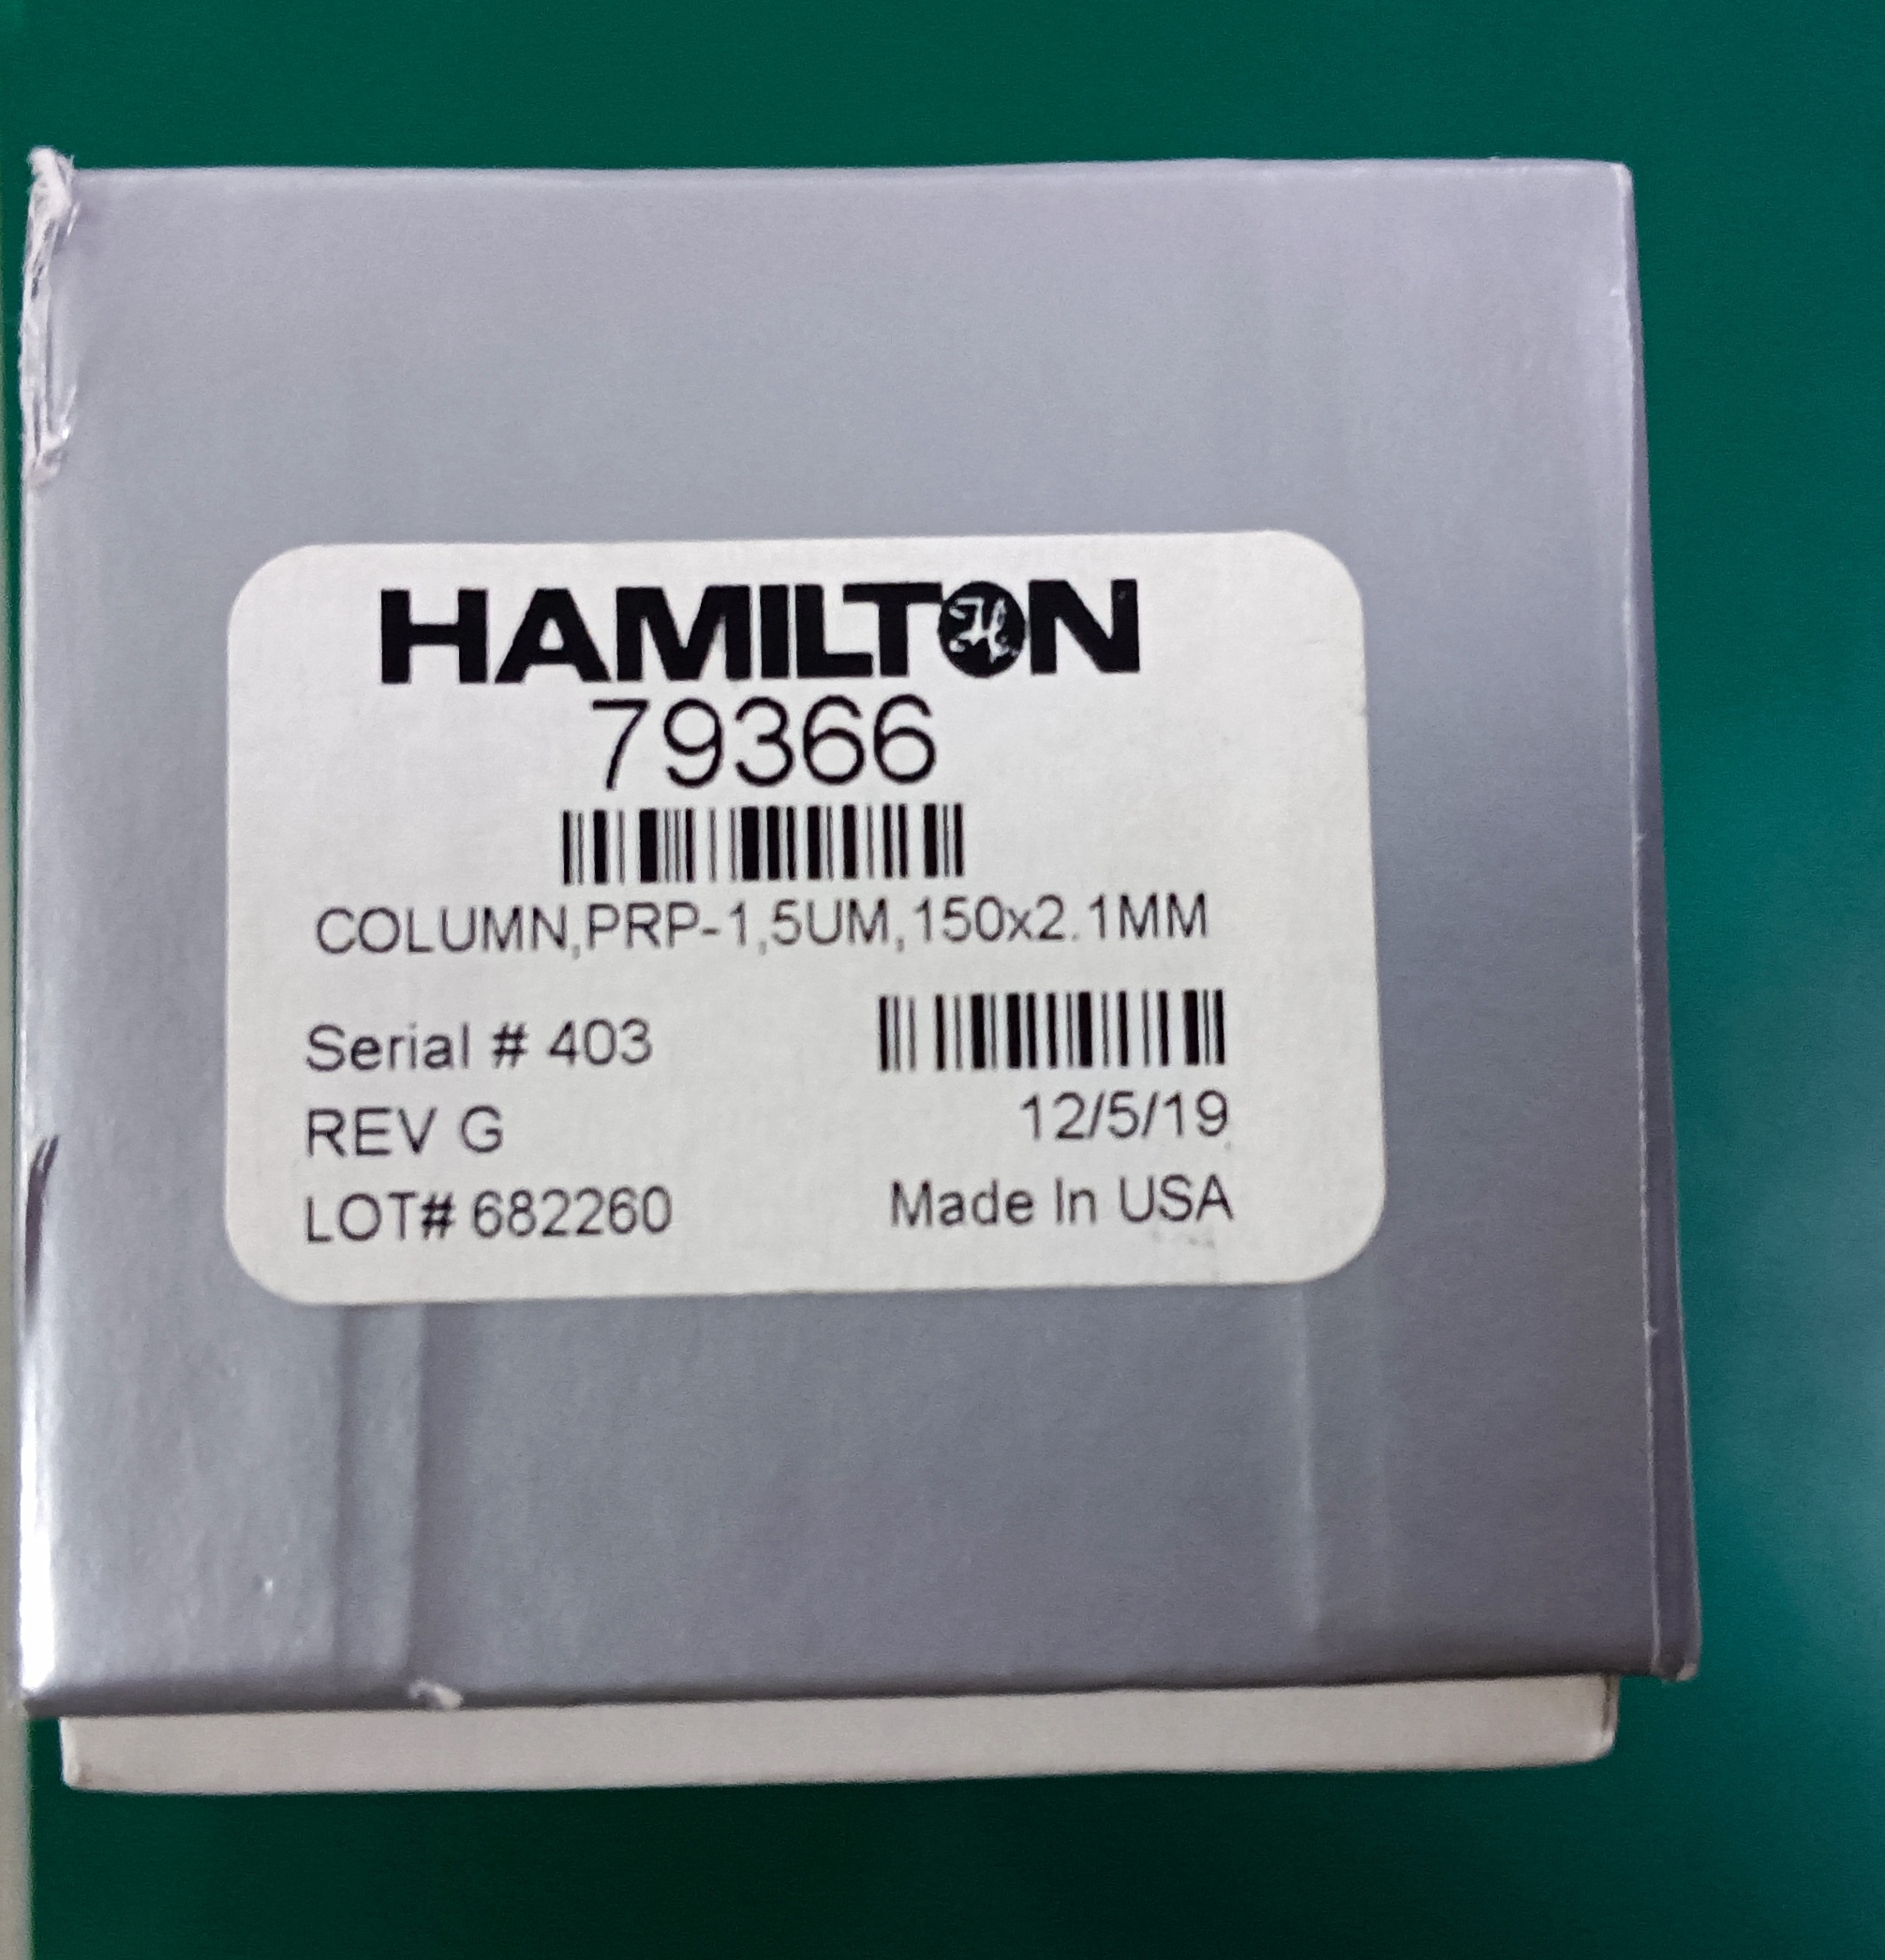 HAMILTON
79366
COLUMN,PRP-1,5UM,150x2.1MM
Serial # 403
REV G
12/5/19
LOT# 682260
Made In USA